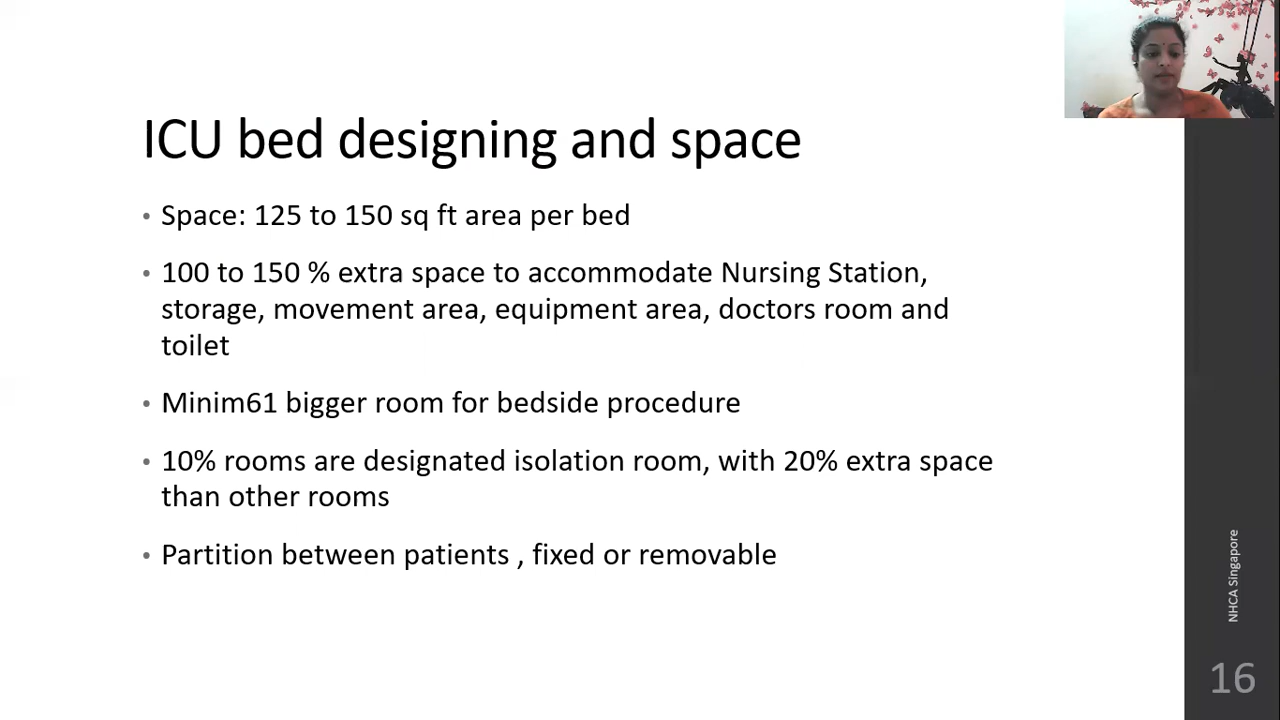 ICU bed designing and space
• Space: 125 to 150 sq ft area per bed
• 100 to 150 % extra space to accommodate Nursing Station,
storage, movement area, equipment area, doctors room and
toilet
• Minim61 bigger room for bedside procedure
• 10% rooms are designated isolation room, with 20% extra space
than other rooms
• Partition between patients , fixed or removable
NHCA Singapore
16